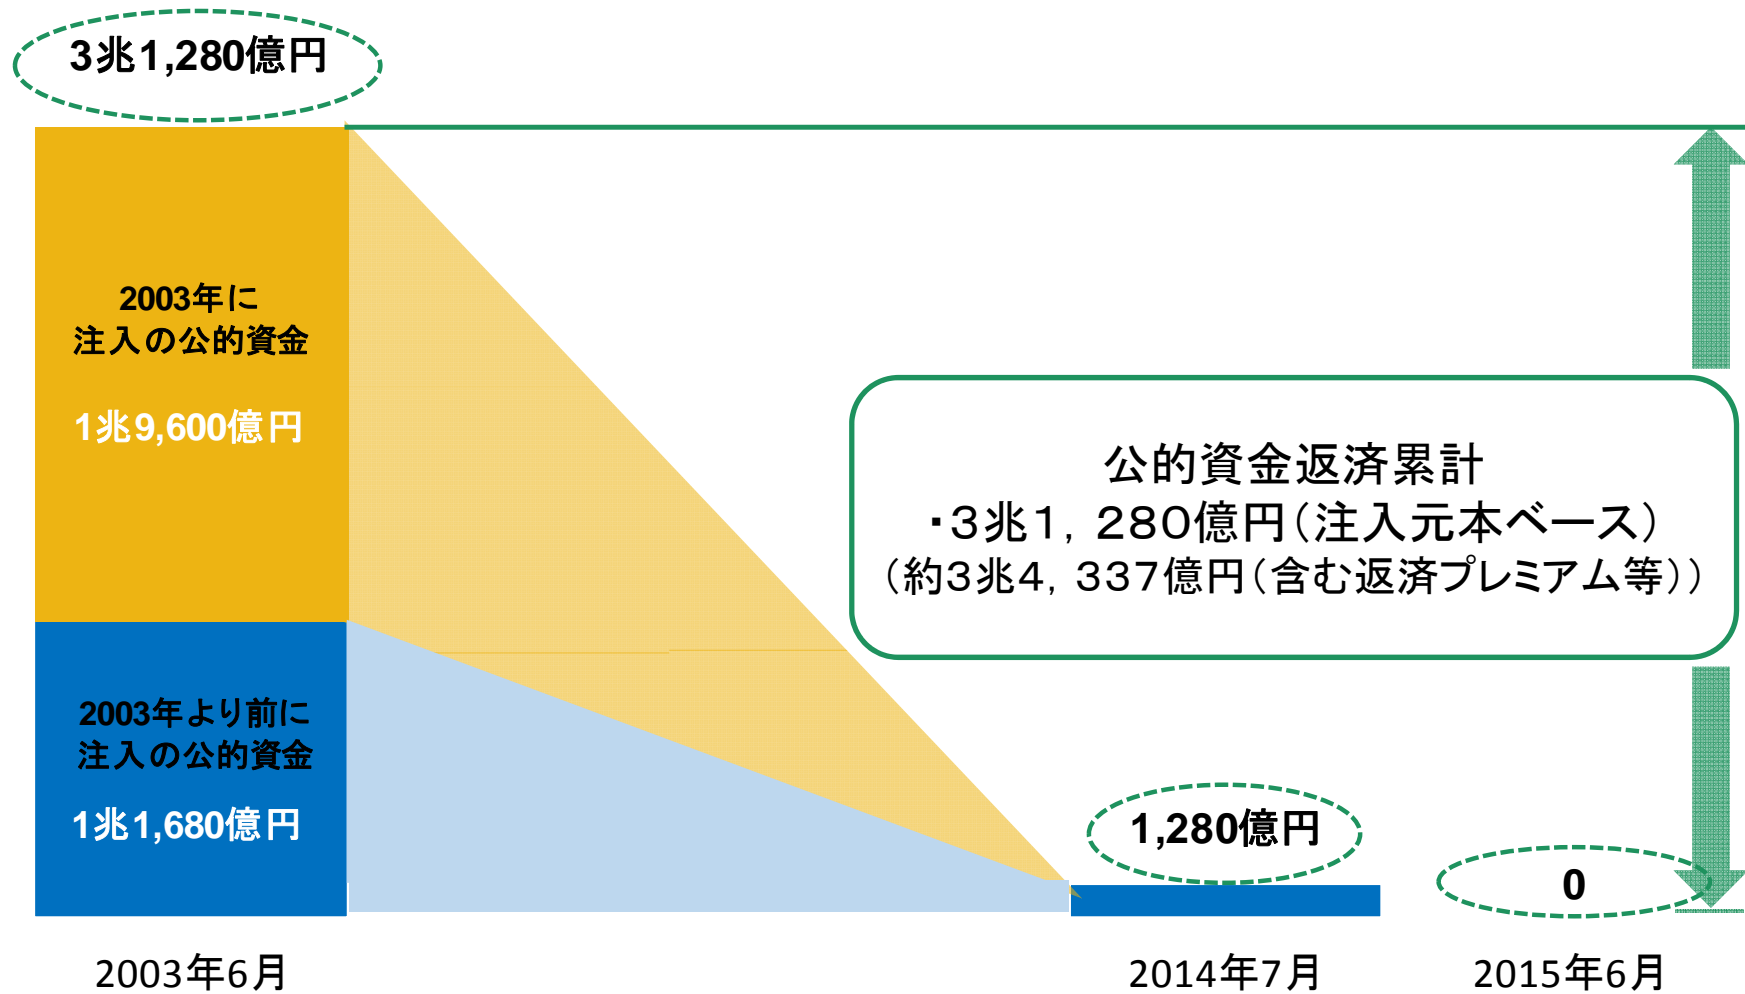 3兆1,280億円
2003年に
注入の公的資金
1兆9,600億円
2003年より前に
注入の公的資金
1兆1,680億円
公的資金返済累計
・3兆1,280億円(注入元本ベース)
(約3兆4,337億円(含む返済プレミアム等))
1,280億円
0
2003年6月
2014年7月
2015年6月